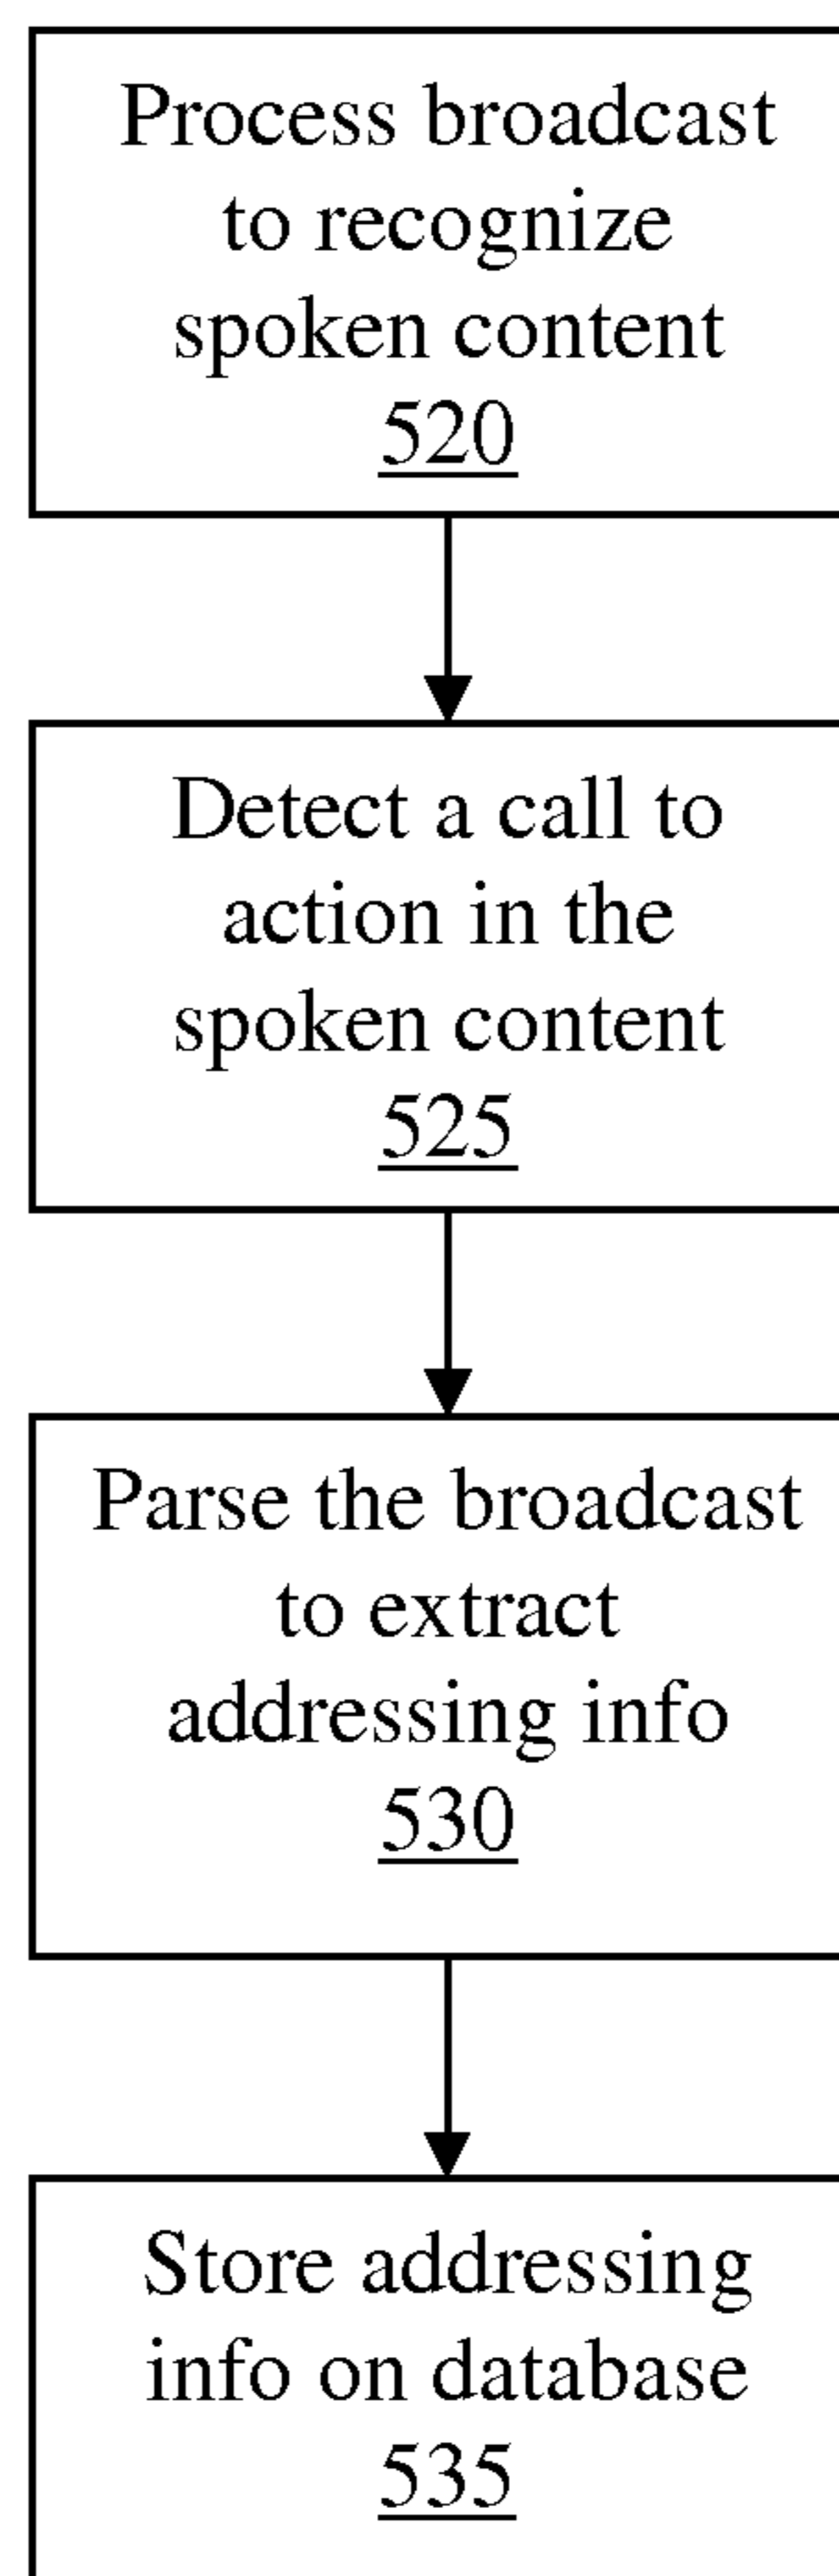 Process broadcast
to recognize
spoken content
520
Detect a call to
action in the
spoken content
525
Parse the broadcast
to extract
addressing info
530
Store addressing
info on database
535